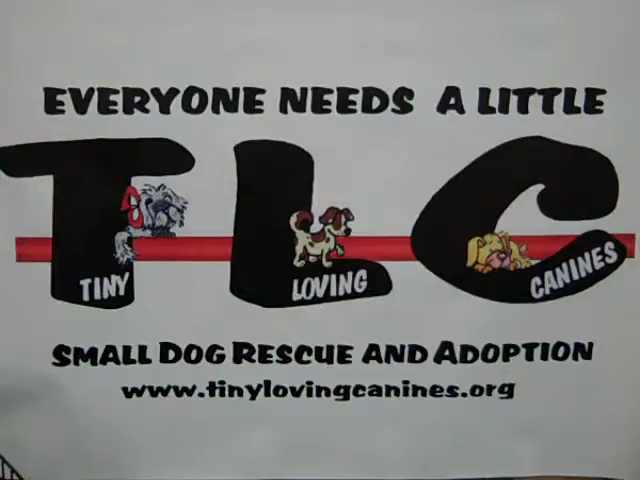 EVERYONE NEEDS A LITTLE
TLC
TINY LOVING CANINES
SMALL DOG RESCUE AND ADOPTION
www.tinylovingcanines.org